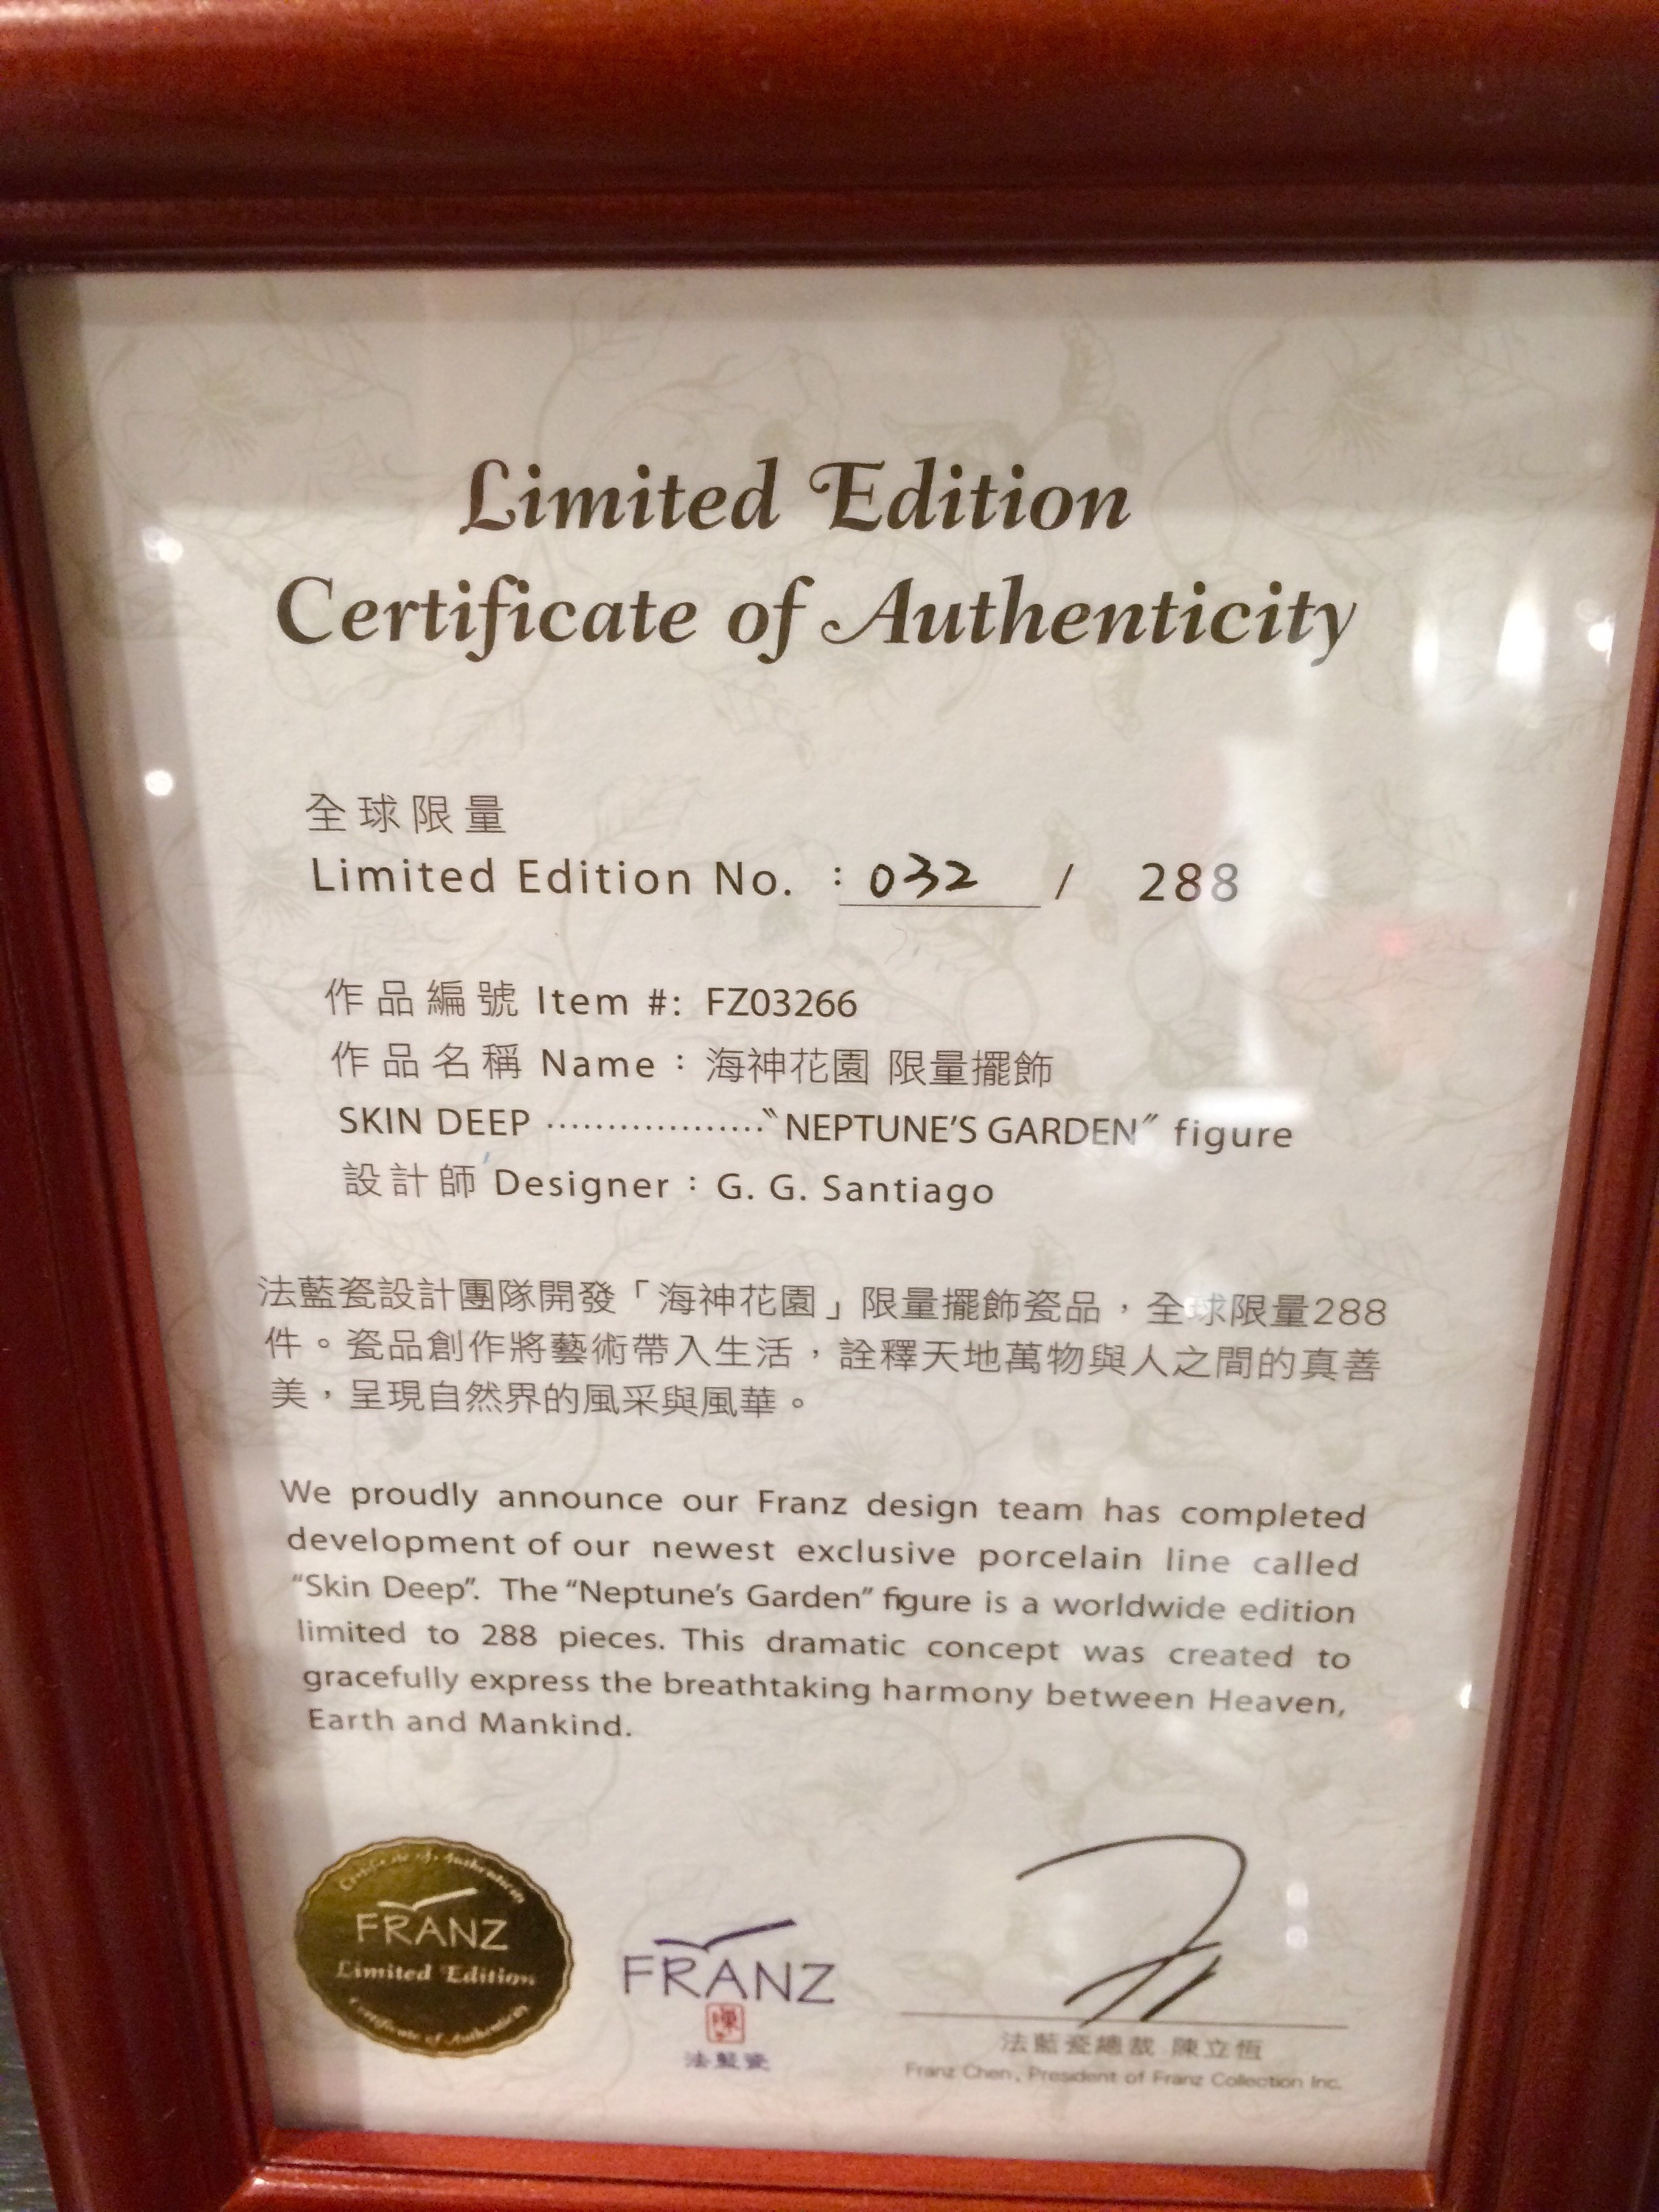 Limited Edition
Certificate of Authenticity
全球限量
Limited Edition No. : 032 / 288
作品編號 Item #: FZ03266
作品名稱 Name : 海神花園 限量擺飾
SKIN DEEP ..................〝NEPTUNE'S GARDEN〞 figure
設計師 Designer : G. G. Santiago
法藍瓷設計團隊開發「海神花園」限量擺飾瓷品，全球限量288
件。瓷品創作將藝術帶入生活，詮釋天地萬物與人之間的真善
美，呈現自然界的風采與風華。
We proudly announce our Franz design team has completed
development of our newest exclusive porcelain line called
“Skin Deep”. The “Neptune’s Garden” figure is a worldwide edition
limited to 288 pieces. This dramatic concept was created to
gracefully express the breathtaking harmony between Heaven,
Earth and Mankind.
Certificate of Authenticity
FRANZ
Limited Edition
Certificate of Authenticity
FRANZ
陳
法藍瓷
法藍瓷總裁 陳立恆
Franz Chen, President of Franz Collection Inc.